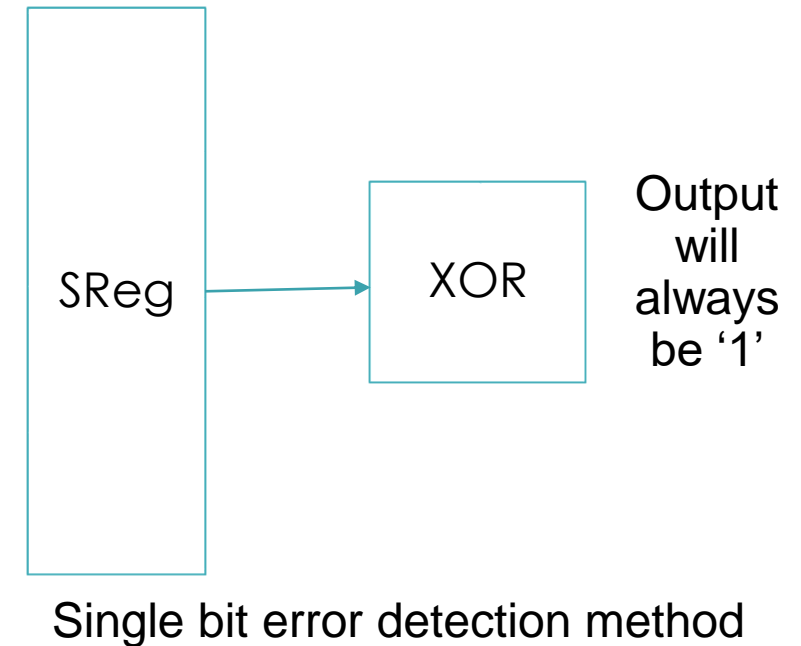 SReg
XOR
Output
will
always
be ‘1’
Single bit error detection method